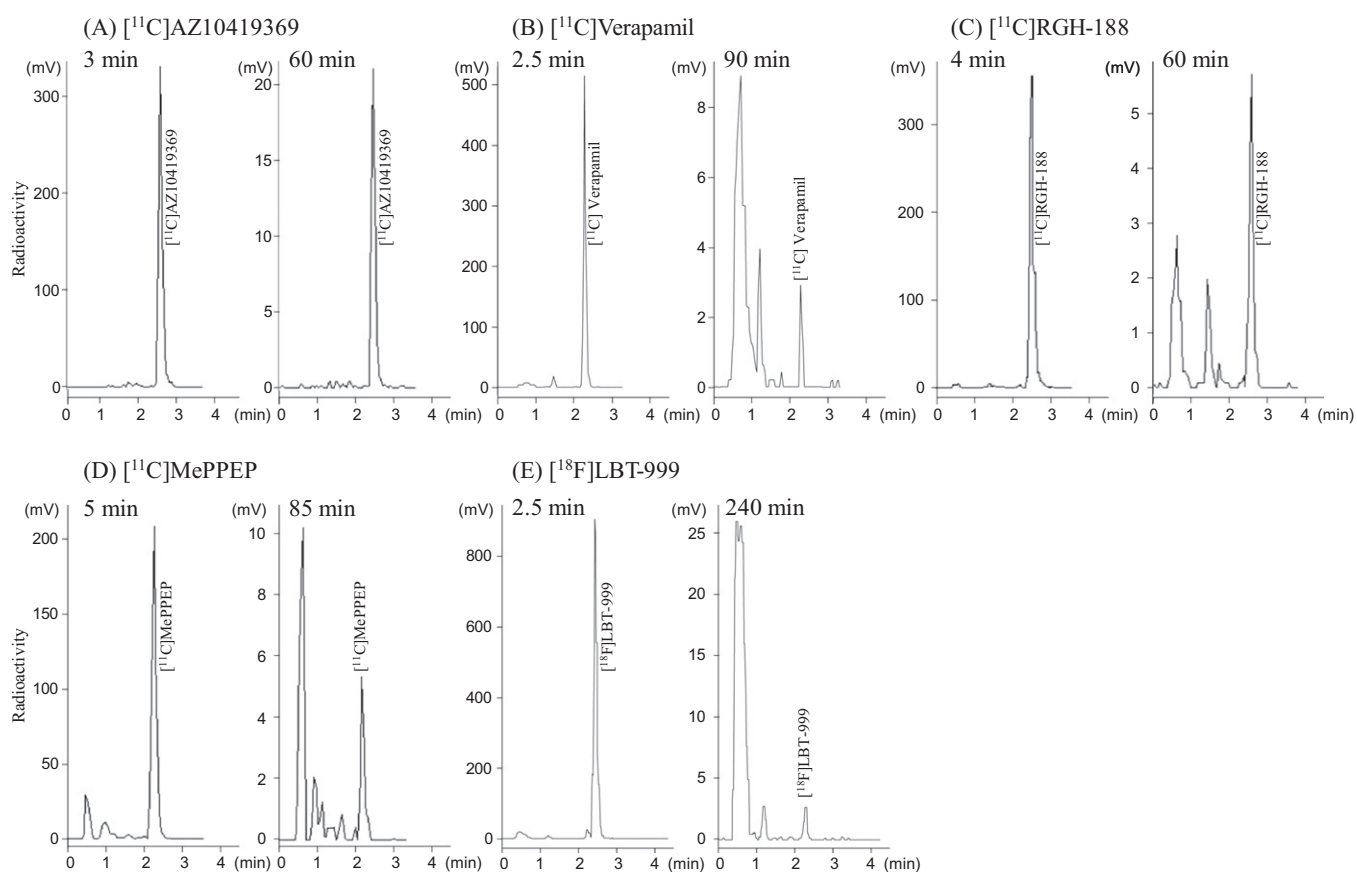 (A) [¹¹C]AZ10419369
(mV)
3 min
300
200
100
0
Radioactivity
[¹¹C]AZ10419369
0 1 2 3 4 (min)
(mV)
60 min
20
15
10
5
0
[¹¹C]AZ10419369
0 1 2 3 4 (min)
(B) [¹¹C]Verapamil
(mV)
2.5 min
500
400
300
200
100
0
[¹¹C] Verapamil
0 1 2 3 4 (min)
(mV)
90 min
8
6
4
2
0
[¹¹C] Verapamil
0 1 2 3 4 (min)
(C) [¹¹C]RGH-188
(mV)
4 min
300
200
100
0
[¹¹C]RGH-188
0 1 2 3 4 (min)
(mV)
60 min
5
4
3
2
1
0
[¹¹C]RGH-188
0 1 2 3 4 (min)
(D) [¹¹C]MePPEP
(mV)
5 min
200
150
100
50
0
Radioactivity
[¹¹C]MePPEP
0 1 2 3 4 (min)
(mV)
85 min
10
8
6
4
2
0
[¹¹C]MePPEP
0 1 2 3 4 (min)
(E) [¹⁸F]LBT-999
(mV)
2.5 min
800
600
400
200
0
[¹⁸F]LBT-999
0 1 2 3 4 (min)
(mV)
240 min
25
20
15
10
5
0
[¹⁸F]LBT-999
0 1 2 3 4 (min)